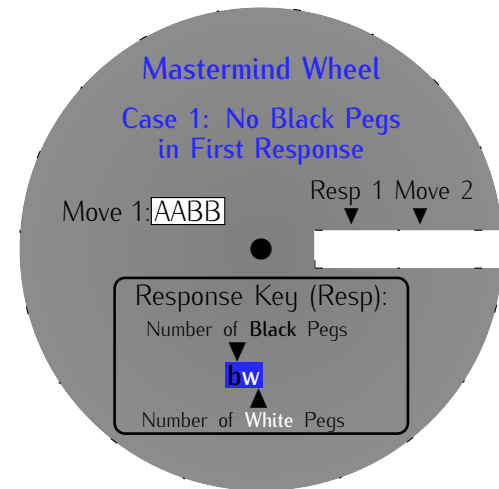 Mastermind Wheel
Case 1: No Black Pegs
in First Response
Resp 1 Move 2
Move 1: AABB
Response Key (Resp):
Number of Black Pegs
bw
Number of White Pegs